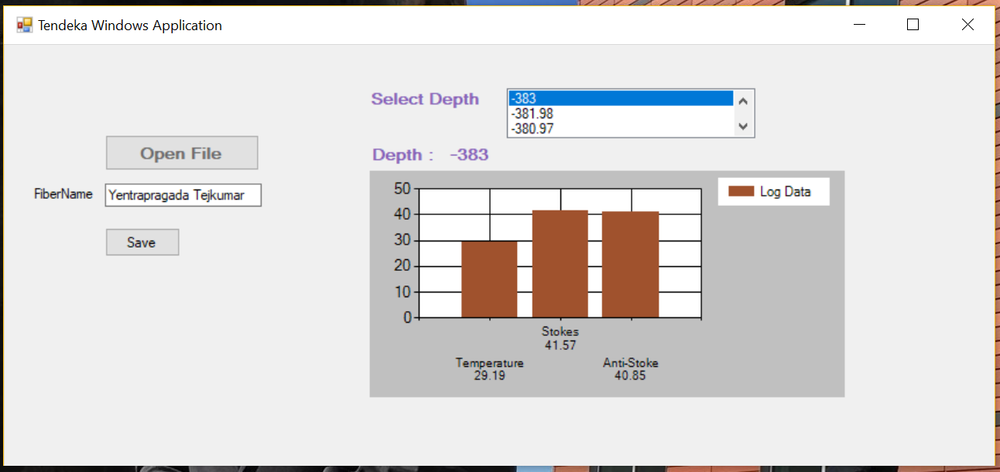 Tendeka Windows Application
Select Depth
-383
-381.98
-380.97
Open File
Depth : -383
FiberName
Yentrapragada Tejkumar
Save
50
40
30
20
10
0
Log Data
Stokes
41.57
Temperature
29.19
Anti-Stoke
40.85